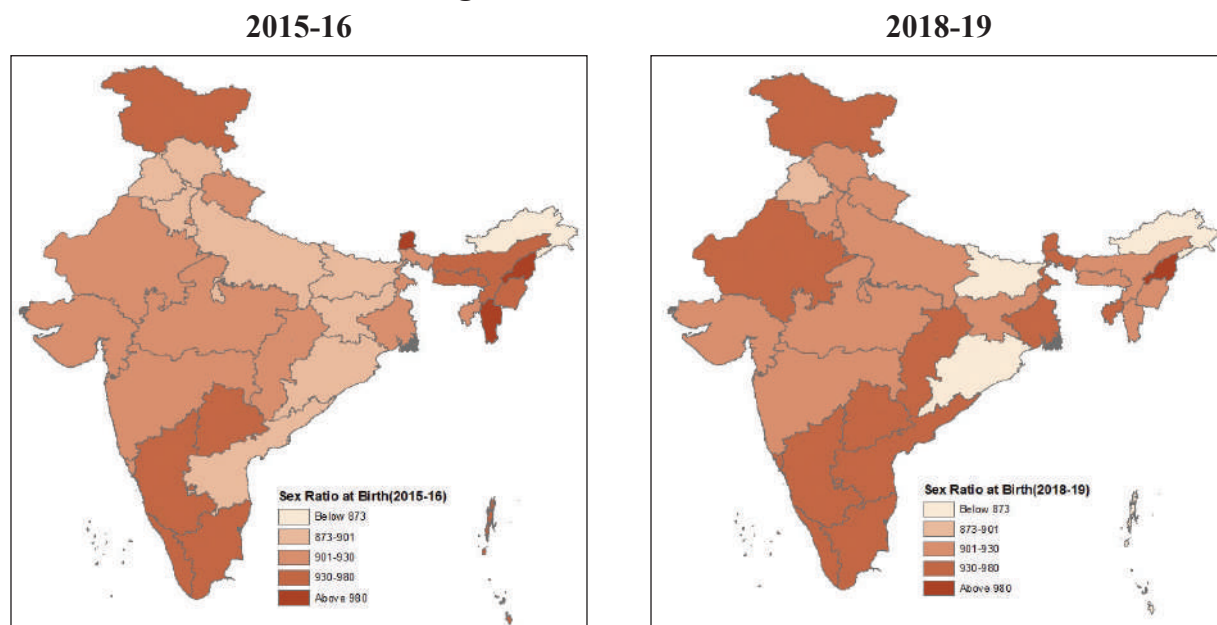 2015-16
2018-19
Sex Ratio at Birth(2015-16)
Below 873
873-901
901-930
930-980
Above 980
Sex Ratio at Birth(2018-19)
Below 873
873-901
901-930
930-980
Above 980